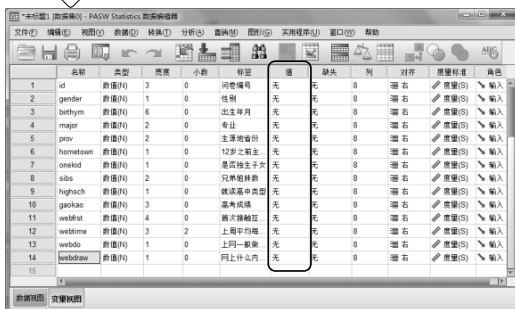 *未标题1 [数据集0] - PASW Statistics 数据编辑器
文件(F) 编辑(E) 视图(V) 数据(D) 转换(T) 分析(A) 直销(M) 图形(G) 实用程序(U) 窗口(W) 帮助
名称 类型 宽度 小数 标签 值 缺失 列 对齐 度量标准 角色
1 id 数值(N) 3 0 问卷编号 无 无 8 右 度量(S) 输入
2 gender 数值(N) 1 0 性别 无 无 8 右 度量(S) 输入
3 birthym 数值(N) 6 0 出生年月 无 无 8 右 度量(S) 输入
4 major 数值(N) 2 0 专业 无 无 8 右 度量(S) 输入
5 prov 数值(N) 2 0 生源地省份 无 无 8 右 度量(S) 输入
6 hometown 数值(N) 1 0 12岁之前主... 无 无 8 右 度量(S) 输入
7 onekid 数值(N) 1 0 是否独生子女 无 无 8 右 度量(S) 输入
8 sibs 数值(N) 2 0 兄弟姐妹数 无 无 8 右 度量(S) 输入
9 highsch 数值(N) 1 0 就读高中类型 无 无 8 右 度量(S) 输入
10 gaokao 数值(N) 3 0 高考成绩 无 无 8 右 度量(S) 输入
11 webfrst 数值(N) 4 0 首次接触互... 无 无 8 右 度量(S) 输入
12 webtime 数值(N) 3 2 上周平均每... 无 无 8 右 度量(S) 输入
13 webdo 数值(N) 1 0 上网一般做... 无 无 8 右 度量(S) 输入
14 webdraw 数值(N) 1 0 网上什么内... 无 无 8 右 度量(S) 输入
15
数据视图 变量视图